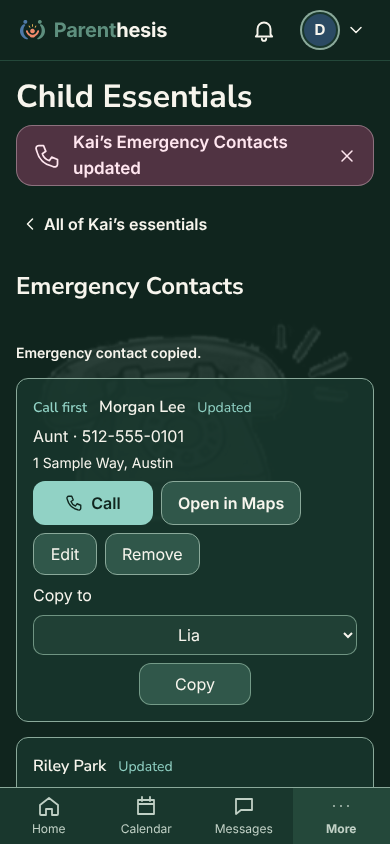 Parenthesis
D
Child Essentials
Kai’s Emergency Contacts
updated
All of Kai’s essentials
Emergency Contacts
Emergency contact copied.
Call first Morgan Lee Updated
Aunt · 512-555-0101
1 Sample Way, Austin
Call Open in Maps
Edit Remove
Copy to
Lia
Copy
Riley Park Updated
Home Calendar Messages More